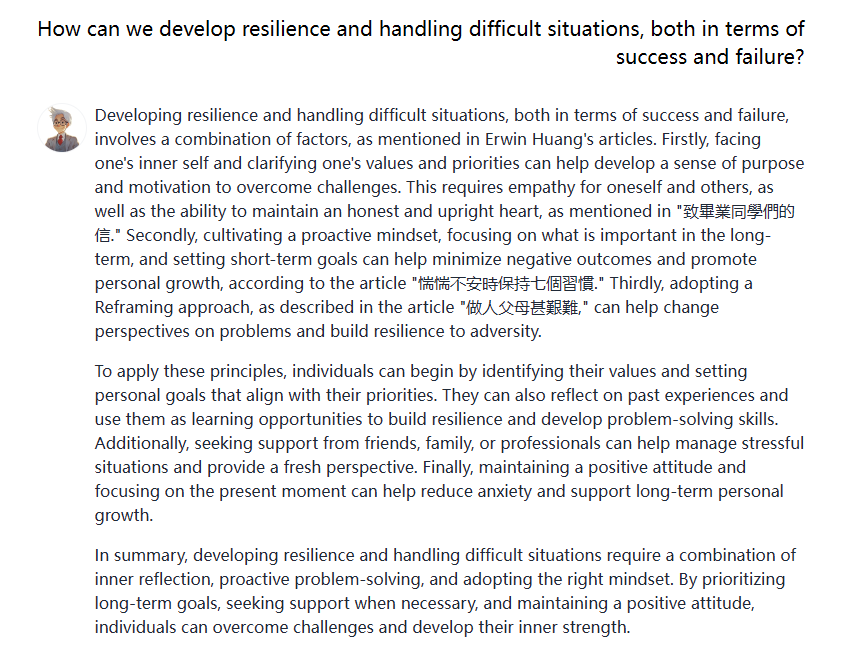 How can we develop resilience and handling difficult situations, both in terms of
success and failure?
Developing resilience and handling difficult situations, both in terms of success and failure,
involves a combination of factors, as mentioned in Erwin Huang's articles. Firstly, facing
one's inner self and clarifying one's values and priorities can help develop a sense of purpose
and motivation to overcome challenges. This requires empathy for oneself and others, as
well as the ability to maintain an honest and upright heart, as mentioned in "致畢業同學們的
信." Secondly, cultivating a proactive mindset, focusing on what is important in the long-
term, and setting short-term goals can help minimize negative outcomes and promote
personal growth, according to the article "惴惴不安時保持七個習慣." Thirdly, adopting a
Reframing approach, as described in the article "做人父母甚艱難," can help change
perspectives on problems and build resilience to adversity.
To apply these principles, individuals can begin by identifying their values and setting
personal goals that align with their priorities. They can also reflect on past experiences and
use them as learning opportunities to build resilience and develop problem-solving skills.
Additionally, seeking support from friends, family, or professionals can help manage stressful
situations and provide a fresh perspective. Finally, maintaining a positive attitude and
focusing on the present moment can help reduce anxiety and support long-term personal
growth.
In summary, developing resilience and handling difficult situations require a combination of
inner reflection, proactive problem-solving, and adopting the right mindset. By prioritizing
long-term goals, seeking support when necessary, and maintaining a positive attitude,
individuals can overcome challenges and develop their inner strength.